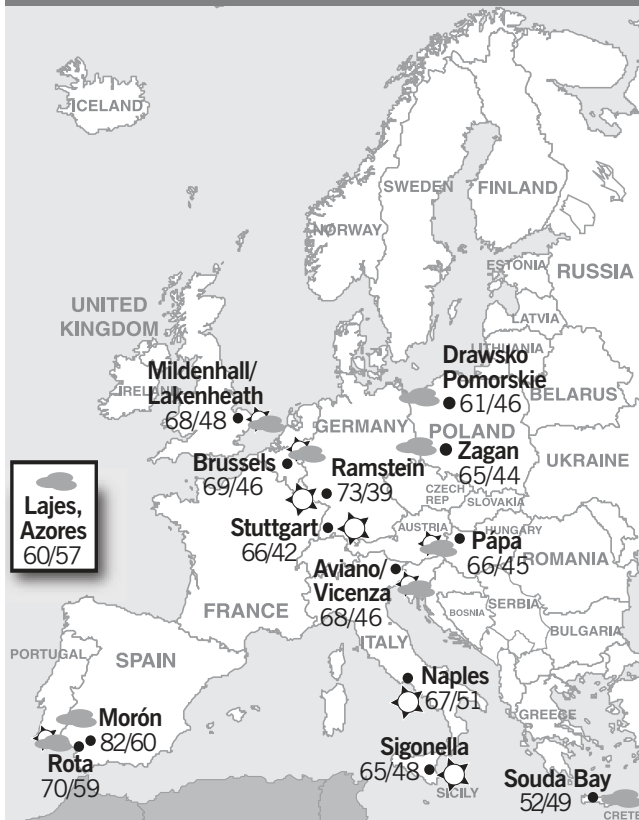 ICELAND
SWEDEN
FINLAND
NORWAY
ESTONIA
RUSSIA
LATVIA
LITHUANIA
UNITED
KINGDOM
IRELAND
Mildenhall/
Lakenheath
68/48
Drawsko
Pomorskie
61/46
BELARUS
GERMANY
POLAND
Zagan
65/44
Brussels
69/46
Ramstein
73/39
UKRAINE
CZECH
REP
SLOVAKIA
Lajes,
Azores
60/57
Stuttgart
66/42
AUSTRIA
HUNGARY
Pápa
66/45
ROMANIA
Aviano/
Vicenza
68/46
FRANCE
BOSNIA
SERBIA
BULGARIA
ITALY
PORTUGAL
SPAIN
Naples
67/51
GREECE
Morón
82/60
Rota
70/59
Sigonella
65/48
SICILY
Souda Bay
52/49
CRETE